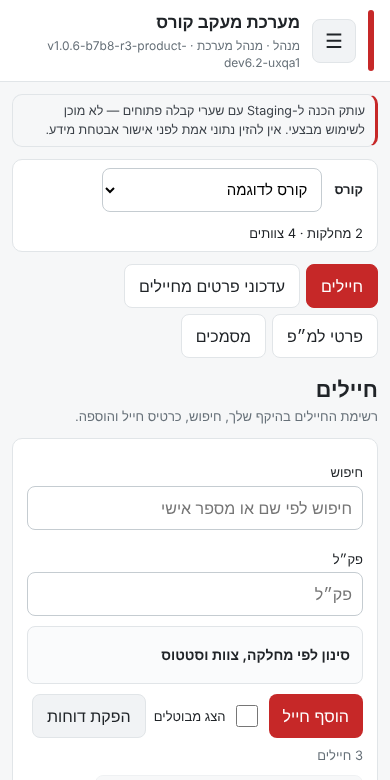 ☰
מערכת מעקב קורס
מנהל · מנהל מערכת · v1.0.6-b7b8-r3-product-
dev6.2-uxqa1
עותק הכנה ל-Staging עם שערי קבלה פתוחים — לא מוכן
לשימוש מבצעי. אין להזין נתוני אמת לפני אישור אבטחת מידע.
קורס
קורס לדוגמה
2 מחלקות · 4 צוותים
חיילים
עדכוני פרטים מחיילים
פרטי למ״פ
מסמכים
חיילים
רשימת החיילים בהיקף שלך, חיפוש, כרטיס חייל והוספה.
חיפוש
חיפוש לפי שם או מספר אישי
פק״ל
פק״ל
סינון לפי מחלקה, צוות וסטטוס
הוסף חייל
הצג מבוטלים
הפקת דוחות
3 חיילים